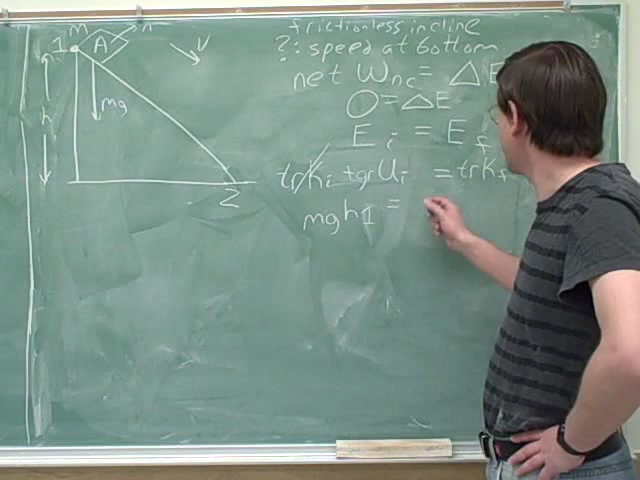 frictionless incline
?: speed at bottom
net Wnc = ΔE
0 = ΔE
Ei = Ef
trKi + grUi = trKf
mgh1 =
m
n
1
A
v
mg
h
2